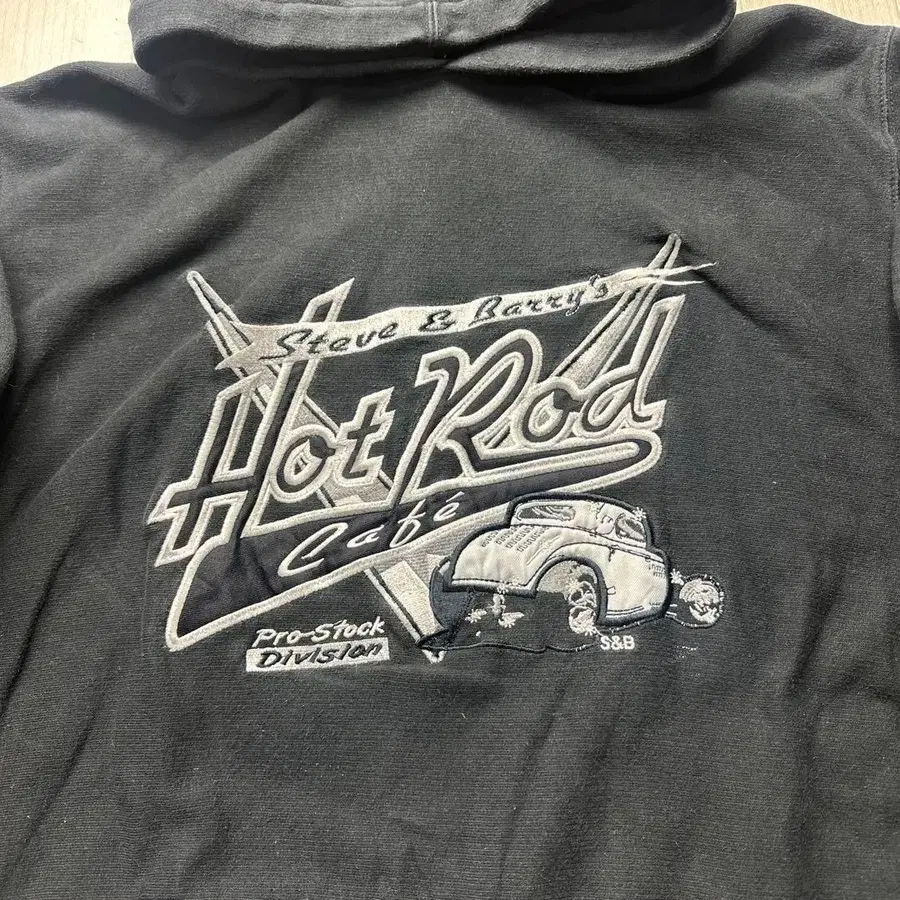 Steve & Barry's
Hot Rod
Café
Pro-Stock
Division
S&B